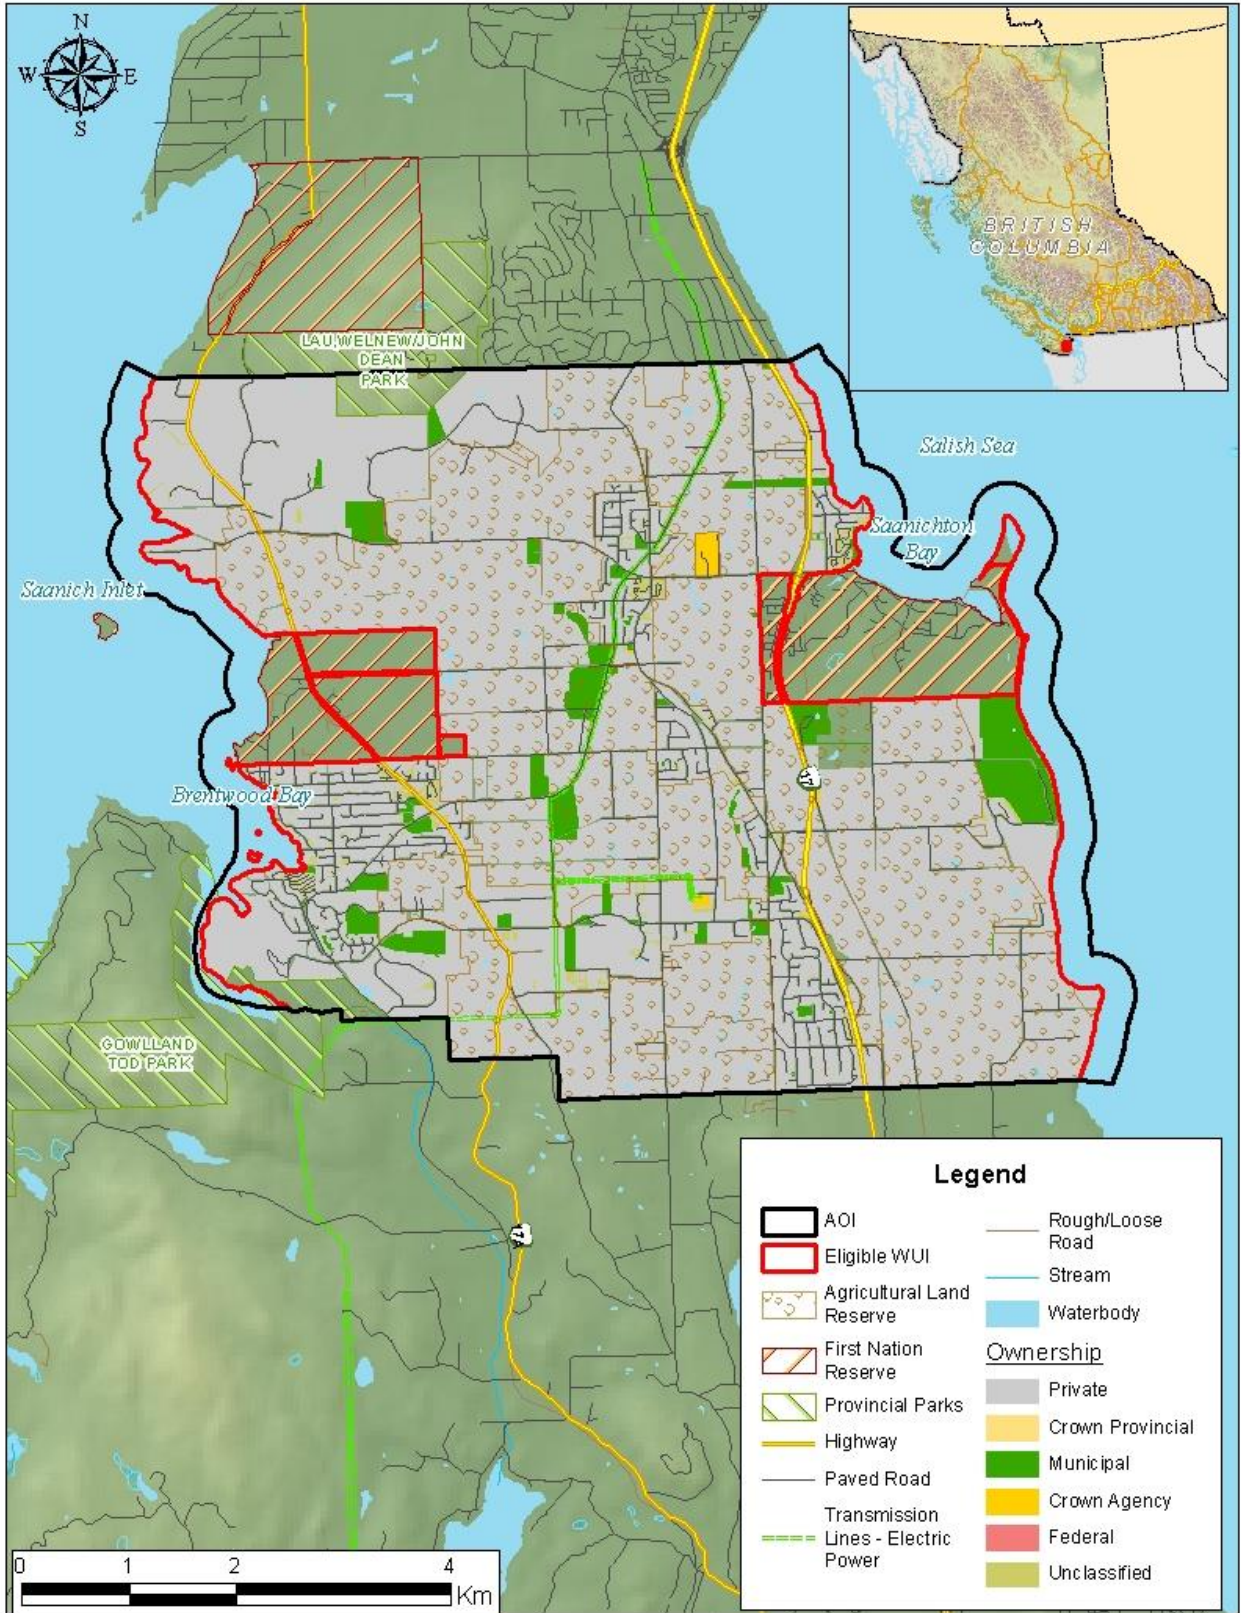 N
W E
S
BRITISH
COLUMBIA
LAU,WELNEW/JOHN
DEAN
PARK
Salish Sea
Saanichton
Bay
Saanich Inlet
Brentwood Bay
17
GOWLLAND
TOD PARK
17A
Legend
AOI
Eligible WUI
Agricultural Land
Reserve
First Nation
Reserve
Provincial Parks
Highway
Paved Road
Transmission
Lines - Electric
Power
Rough/Loose
Road
Stream
Waterbody
Ownership
Private
Crown Provincial
Municipal
Crown Agency
Federal
Unclassified
0 1 2 4
Km